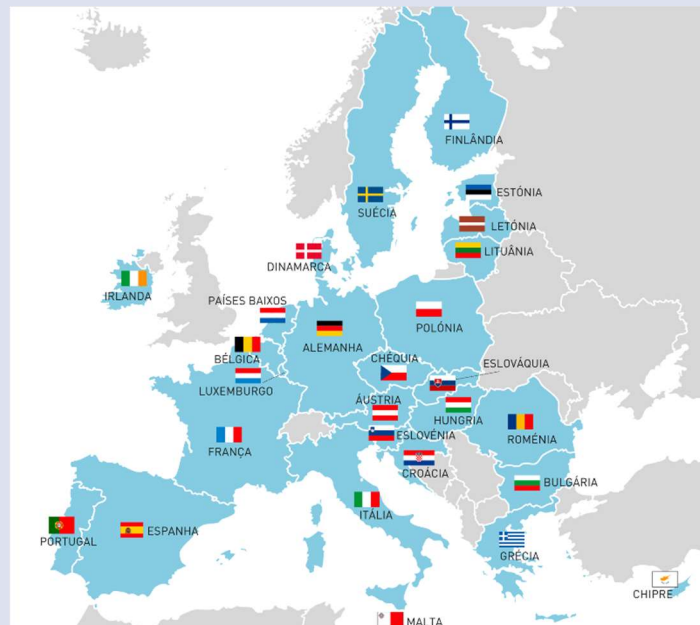 FINLÂNDIA
ESTÓNIA
SUÉCIA
LETÓNIA
LITUÂNIA
DINAMARCA
IRLANDA
PAÍSES BAIXOS
POLÓNIA
ALEMANHA
BÉLGICA
CHÉQUIA
ESLOVÁQUIA
LUXEMBURGO
ÁUSTRIA
HUNGRIA
ESLOVÉNIA
ROMÉNIA
FRANÇA
CROÁCIA
BULGÁRIA
ITÁLIA
ESPANHA
PORTUGAL
GRÉCIA
CHIPRE
MALTA